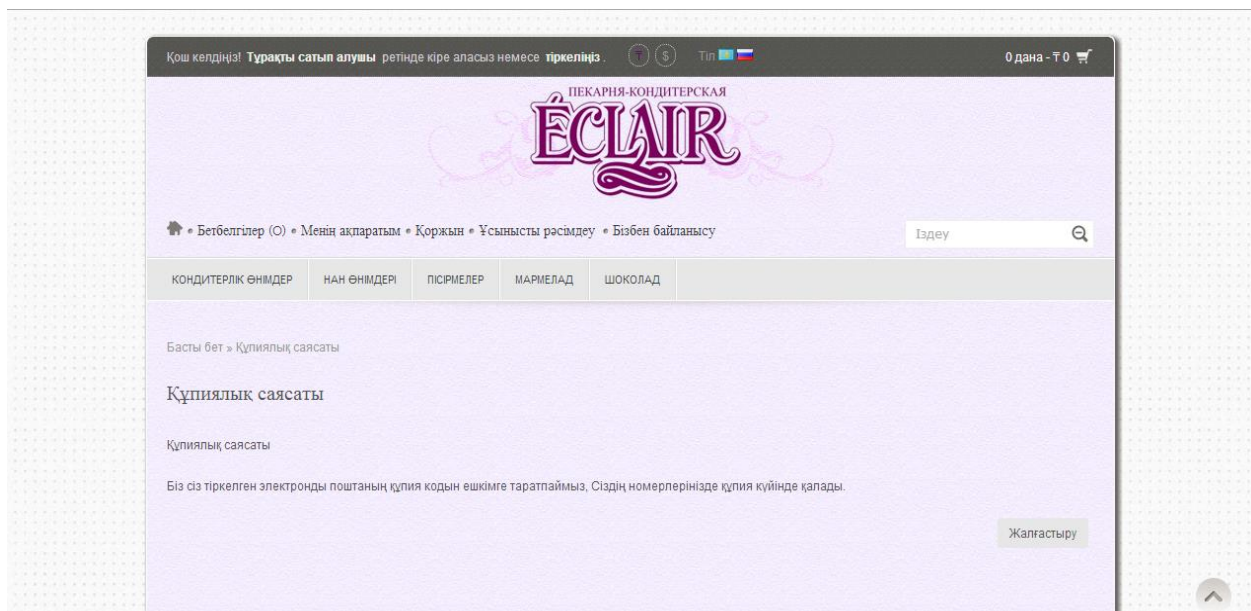 Қош келдіңіз! Тұрақты сатып алушы ретінде кіре аласыз немесе тіркеліңіз . ₸ $ Тіл 0 дана - ₸ 0
ПЕКАРНЯ-КОНДИТЕРСКАЯ
ÉCLAIR
• Бетбелгілер (0) • Менің ақпаратым • Қоржын • Ұсынысты рәсімдеу • Бізбен байланысу Іздеу
КОНДИТЕРЛІК ӨНІМДЕР НАН ӨНІМДЕРІ ПІСІРМЕЛЕР МАРМЕЛАД ШОКОЛАД
Басты бет » Құпиялық саясаты
Құпиялық саясаты
Құпиялық саясаты
Біз сіз тіркелген электронды поштаның құпия кодын ешкімге таратпаймыз, Сіздің номерлерінізде құпия күйінде қалады.
Жалғастыру